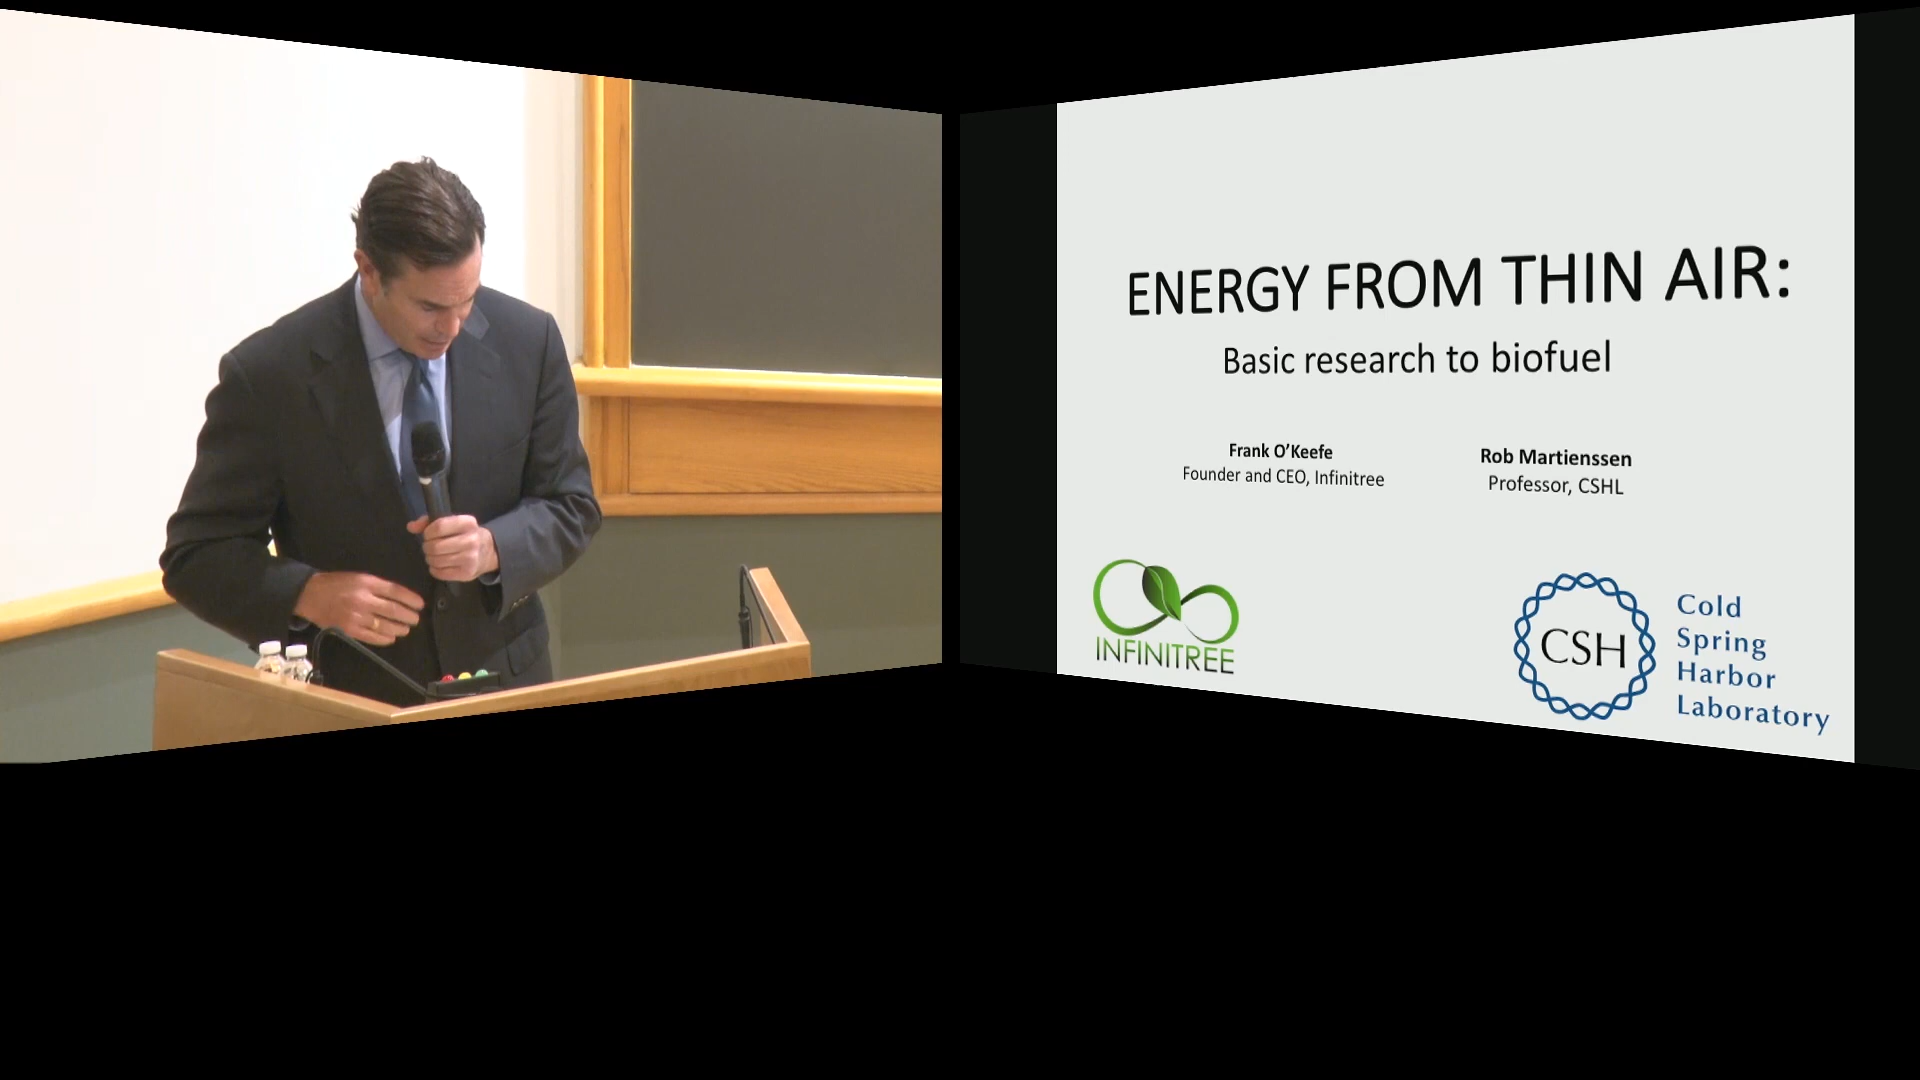 ENERGY FROM THIN AIR:
Basic research to biofuel
Frank O’Keefe
Founder and CEO, Infinitree
Rob Martienssen
Professor, CSHL
INFINITREE
CSH
Cold
Spring
Harbor
Laboratory